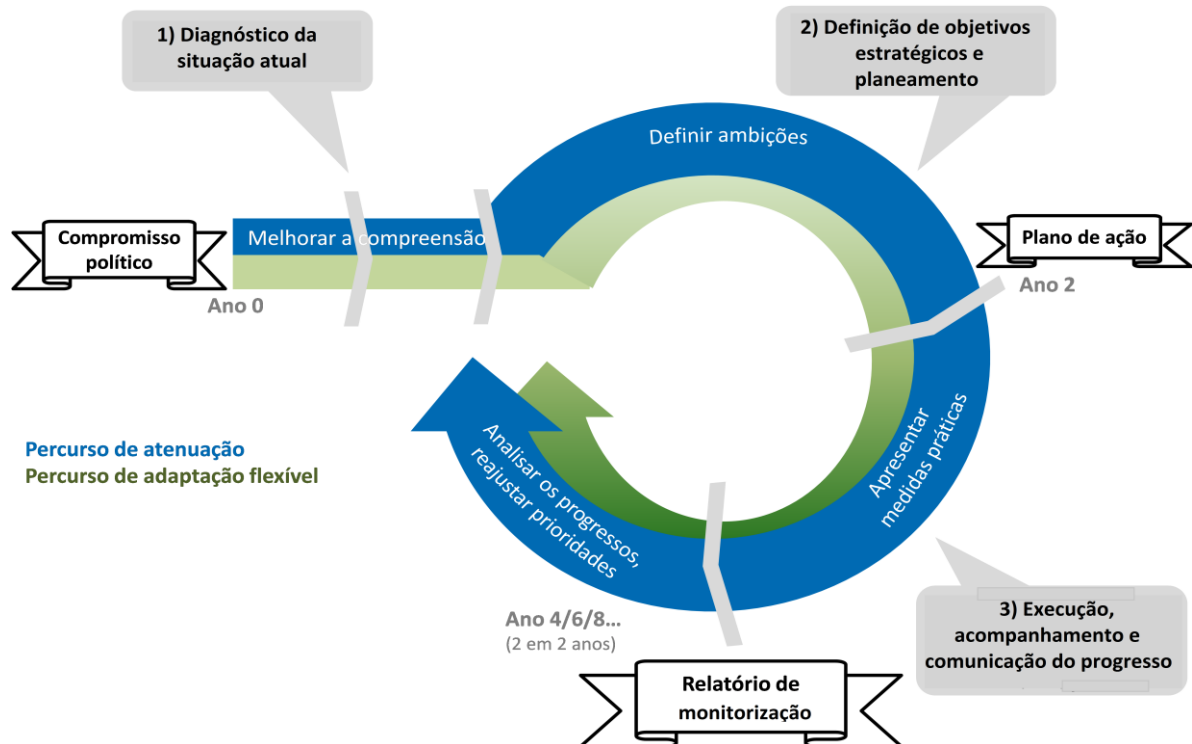 1) Diagnóstico da
situação atual
2) Definição de objetivos
estratégicos e
planeamento
Definir ambições
Compromisso
político
Melhorar a compreensão
Plano de ação
Ano 0
Ano 2
Apresentar
medidas práticas
Analisar os progressos,
reajustar prioridades
Percurso de atenuação
Percurso de adaptação flexível
Ano 4/6/8...
(2 em 2 anos)
3) Execução,
acompanhamento e
comunicação do progresso
Relatório de
monitorização